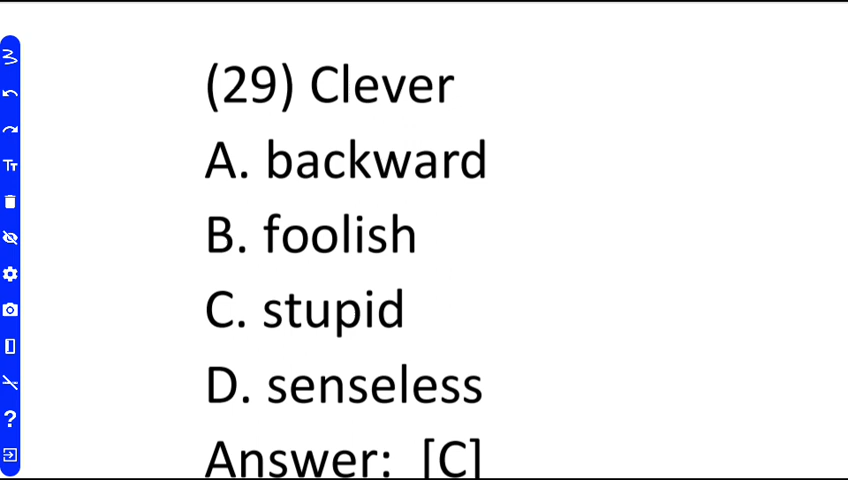 (29) Clever
A. backward
B. foolish
C. stupid
D. senseless
Answer: [C]